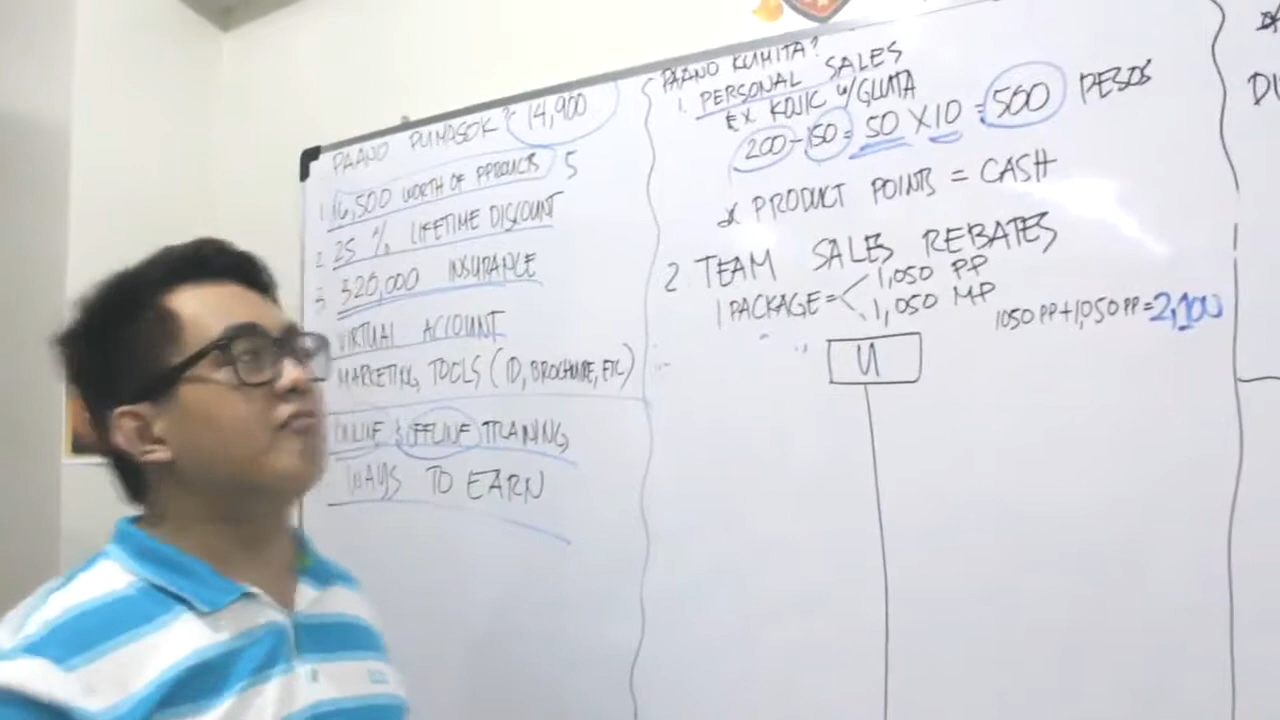 PAANO PUMASOK? 14,900
1. 16,500 WORTH OF PRODUCTS 5
2. 25 % LIFETIME DISCOUNT
3. 320,000 INSURANCE
VIRTUAL ACCOUNT
MARKETING TOOLS (ID, BROCHURE, ETC)
ONLINE & OFFLINE TRAINING
WAYS TO EARN
PAANO KUMITA?
1. PERSONAL SALES
EX KOJIC W/GLUTA
200-150=50 X10 =500 PESOS
* PRODUCT POINTS = CASH
2 TEAM SALES REBATES
1 PACKAGE= 1,050 PP
1,050 MP
1050 PP+1,050 PP=2,100
U